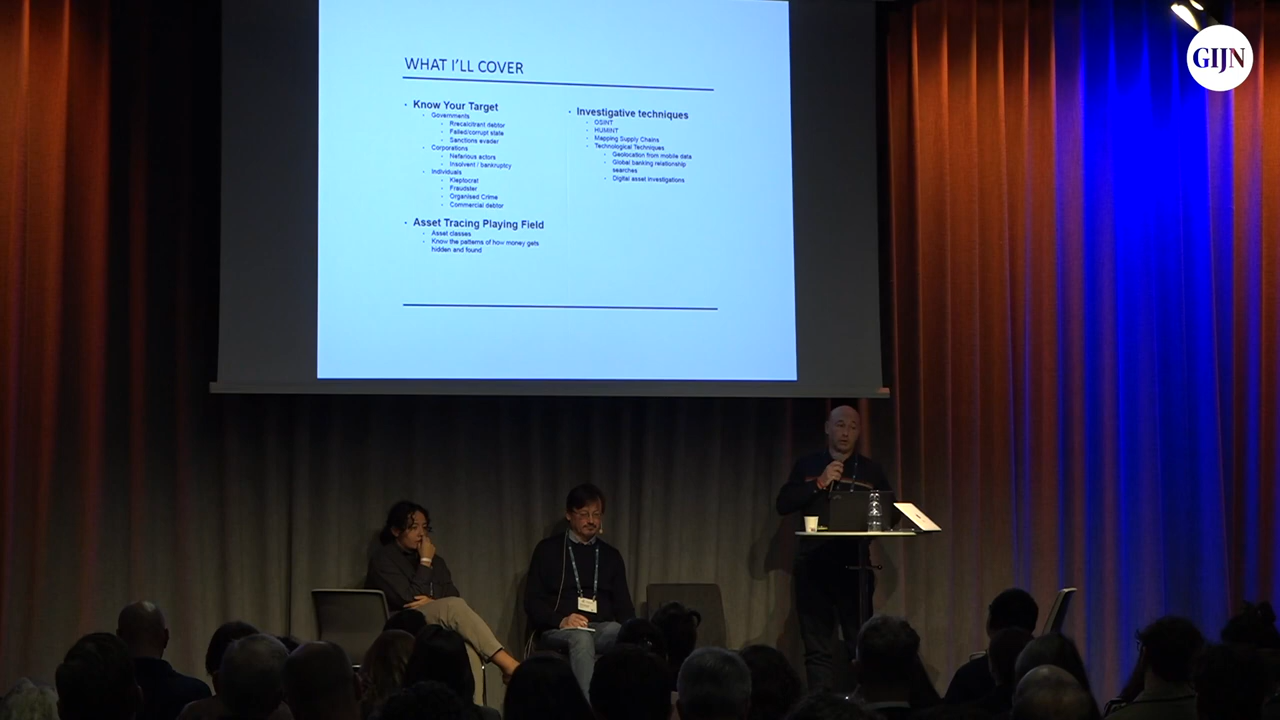 WHAT I'LL COVER
Know Your Target
Governments
Rrecalcitrant debtor
Failed/corrupt state
Sanctions evader
Corporations
Nefarious actors
Insolvent / bankruptcy
Individuals
Kleptocrat
Fraudster
Organised Crime
Commercial debtor
Asset Tracing Playing Field
Asset classes
Know the patterns of how money gets
hidden and found
Investigative techniques
OSINT
HUMINT
Mapping Supply Chains
Technological Techniques
Geolocation from mobile data
Global banking relationship
searches
Digital asset investigations
GIJN